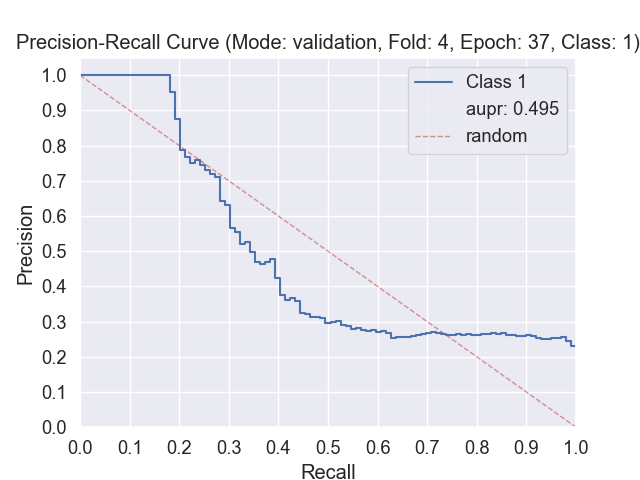 Precision-Recall Curve (Mode: validation, Fold: 4, Epoch: 37, Class: 1)
1.0
0.9
0.8
0.7
0.6
0.5
0.4
0.3
0.2
0.1
0.0
Precision
Class 1
aupr: 0.495
random
0.0 0.1 0.2 0.3 0.4 0.5 0.6 0.7 0.8 0.9 1.0
Recall